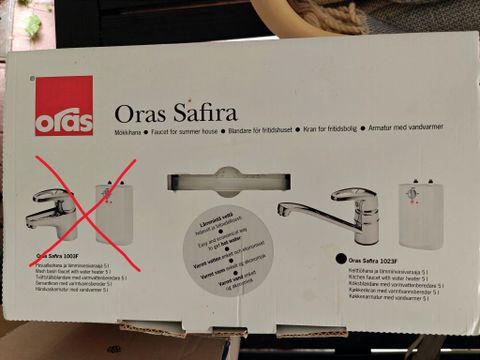 oras
Oras Safira
Mökkihana • Faucet for summer house • Blandare för fritidshuset • Kran for fritidsbolig • Armatur med vandvarmer
Oras Safira 1003F
Pesuallashana ja lämminvesivaraaja 5 l
Wash basin faucet with water heater 5 l
Tvättställsblandare med varmvattenberedare 5 l
Servantkran med varmtvannsbereder 5 l
Håndvaskarmatur med vandvarmer 5 l
Lämmintä vettä
helposti ja taloudellisesti
Easy and economical way
to get hot water.
Varmt vatten enkelt och ekonomiskt
Varmt vann enkelt og økonomisk
Varmt vand enkelt
og økonomisk
Oras Safira 1023F
Keittiöhana ja lämminvesivaraaja 5 l
Kitchen faucet with water heater 5 l
Köksblandare med varmvattenberedare 5 l
Kjøkkenkran med varmtvannsbereder 5 l
Køkkenarmatur med vandvarmer 5 l